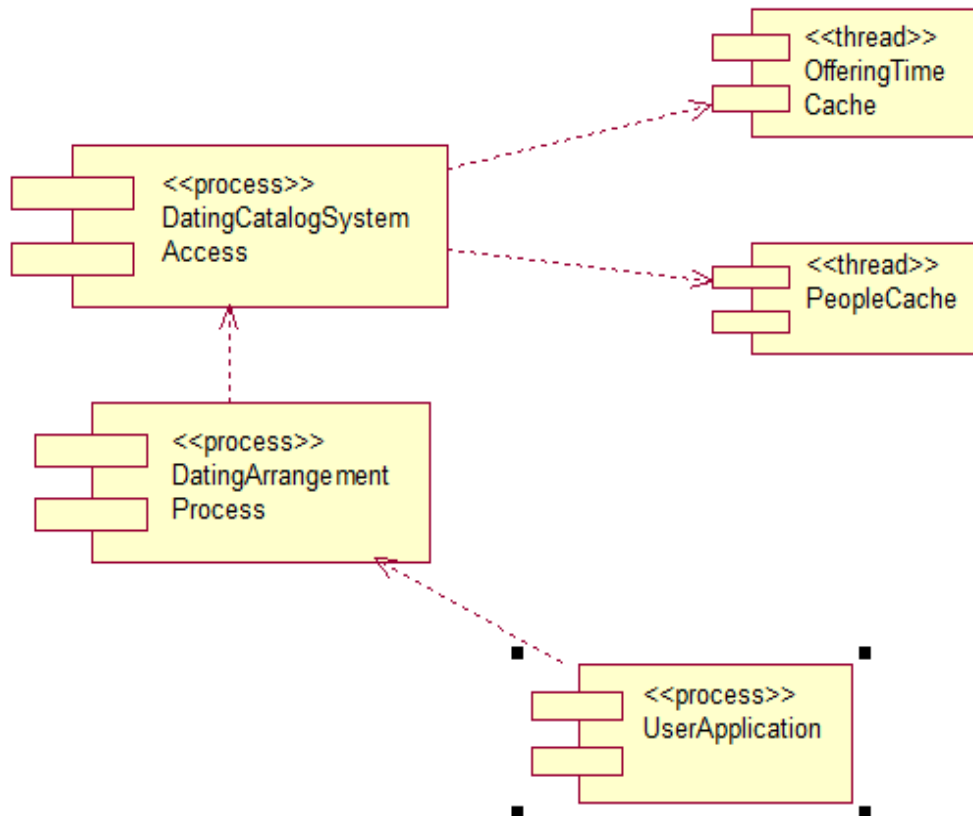 <<thread>>
OfferingTime
Cache
<<process>>
DatingCatalogSystem
Access
<<thread>>
PeopleCache
<<process>>
DatingArrangement
Process
<<process>>
UserApplication